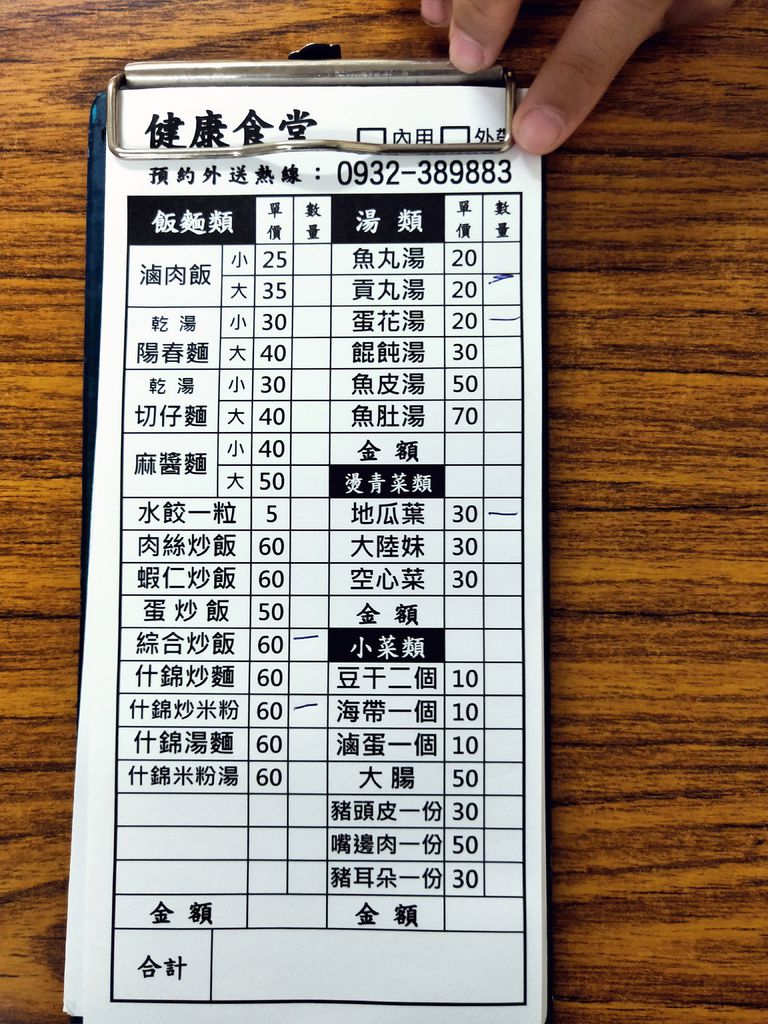 健康食堂 內用 外帶
預約外送熱線：0932-389883
飯麵類 單價 數量 湯類 單價 數量
滷肉飯 小 25 魚丸湯 20
大 35 貢丸湯 20
乾 湯 小 30 蛋花湯 20 一
陽春麵 大 40 餛飩湯 30
乾 湯 小 30 魚皮湯 50
切仔麵 大 40 魚肚湯 70
麻醬麵 小 40 金額
大 50 燙青菜類
水餃一粒 5 地瓜葉 30 一
肉絲炒飯 60 大陸妹 30
蝦仁炒飯 60 空心菜 30
蛋炒飯 50 金額
綜合炒飯 60 一 小菜類
什錦炒麵 60 豆干二個 10
什錦炒米粉 60 一 海帶一個 10
什錦湯麵 60 滷蛋一個 10
什錦米粉湯 60 大腸 50
豬頭皮一份 30
嘴邊肉一份 50
豬耳朵一份 30
金額 金額
合計